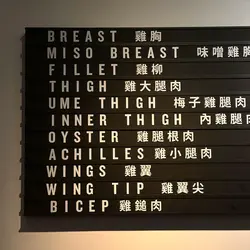 BREAST 雞胸
MISO BREAST 味噌雞胸
FILLET 雞柳
THIGH 雞大腿肉
UME THIGH 梅子雞腿肉
INNER THIGH 內雞腿肉
OYSTER 雞腿根肉
ACHILLES 雞小腿肉
WINGS 雞翼
WING TIP 雞翼尖
BICEP 雞鎚肉